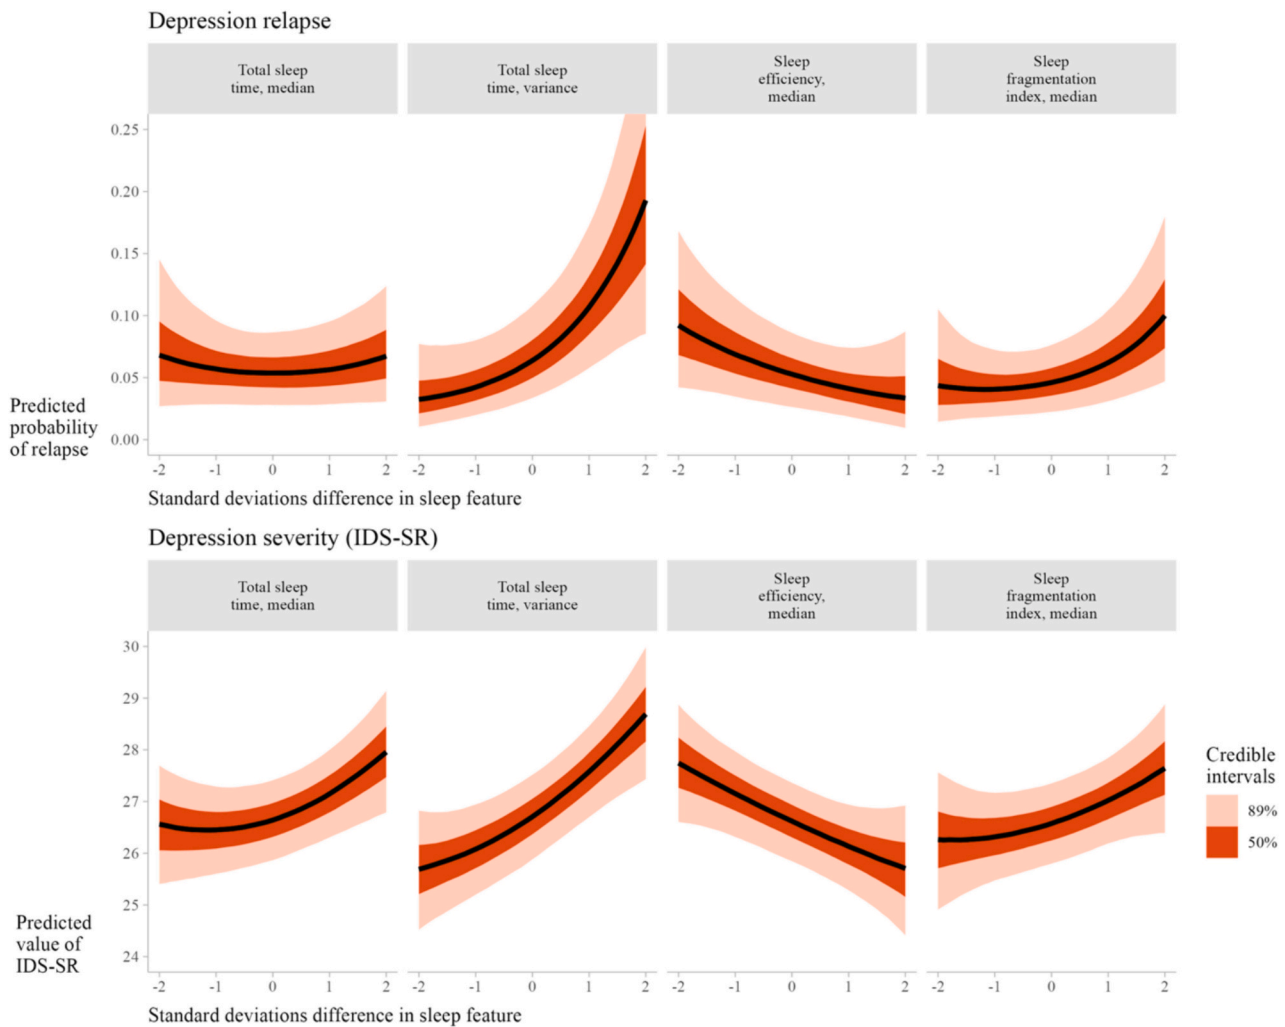 Depression relapse
Total sleep
time, median
Total sleep
time, variance
Sleep
efficiency,
median
Sleep
fragmentation
index, median
0.25
0.20
0.15
0.10
0.05
0.00
Predicted
probability
of relapse
-2 -1 0 1 2
-2 -1 0 1 2
-2 -1 0 1 2
-2 -1 0 1 2
Standard deviations difference in sleep feature
Depression severity (IDS-SR)
Total sleep
time, median
Total sleep
time, variance
Sleep
efficiency,
median
Sleep
fragmentation
index, median
30
29
28
27
26
25
24
Predicted
value of
IDS-SR
-2 -1 0 1 2
-2 -1 0 1 2
-2 -1 0 1 2
-2 -1 0 1 2
Standard deviations difference in sleep feature
Credible
intervals
89%
50%